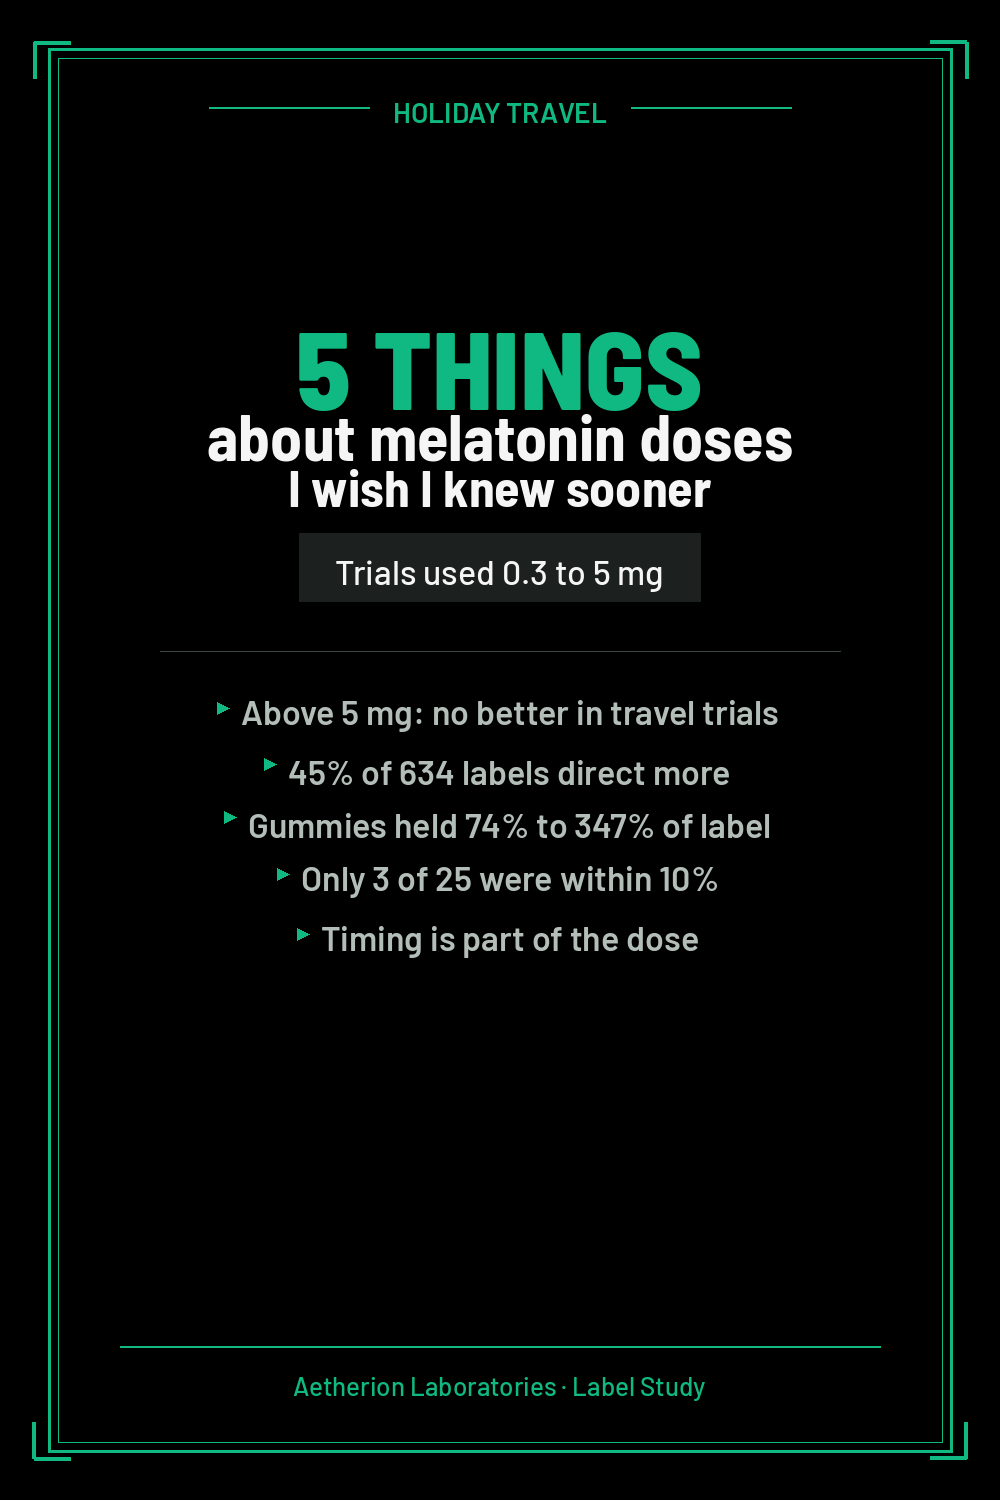 HOLIDAY TRAVEL
5 THINGS
about melatonin doses
I wish I knew sooner
Trials used 0.3 to 5 mg
Above 5 mg: no better in travel trials
45% of 634 labels direct more
Gummies held 74% to 347% of label
Only 3 of 25 were within 10%
Timing is part of the dose
Aetherion Laboratories · Label Study